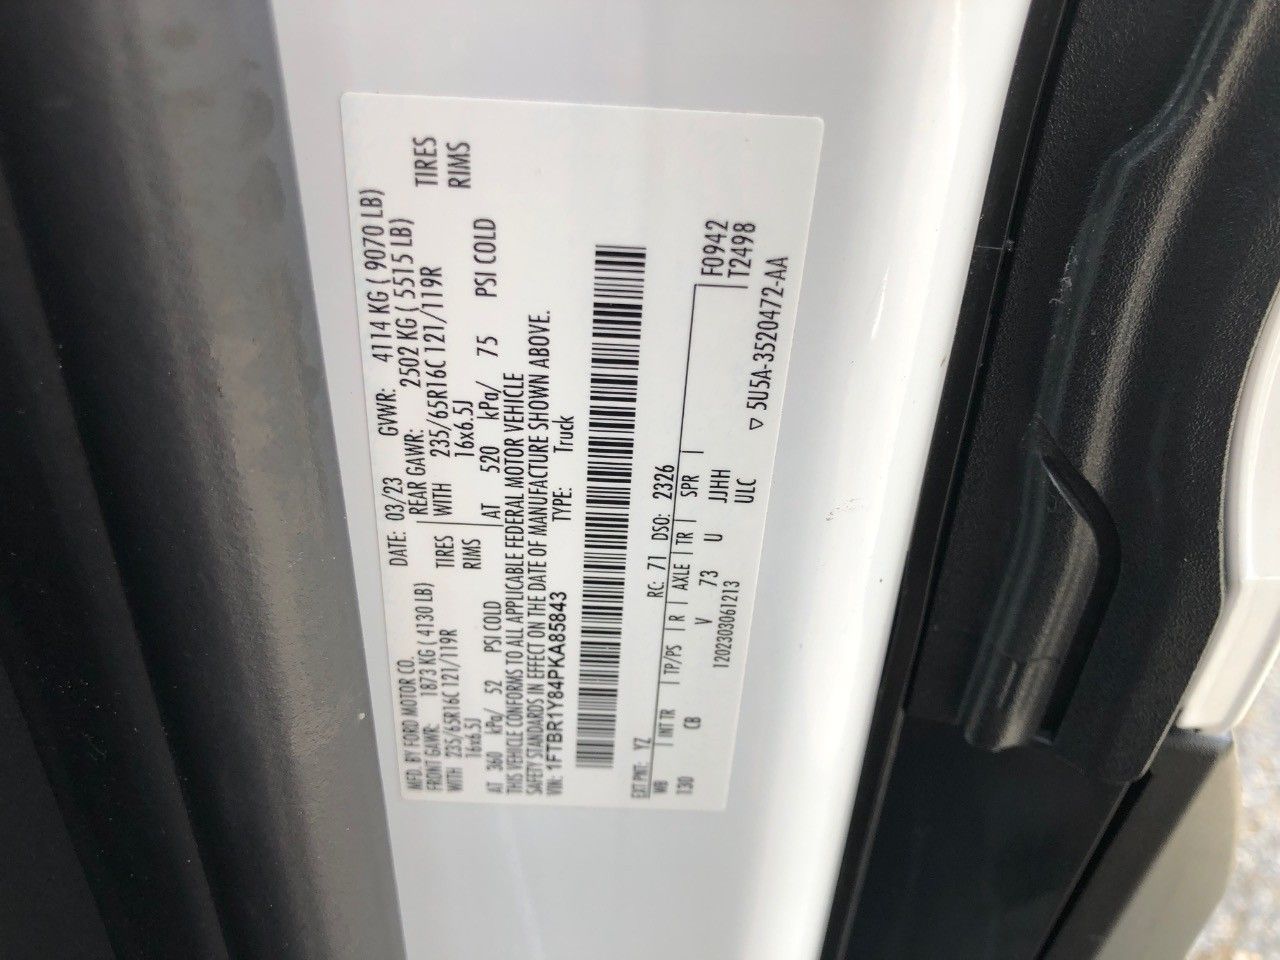 MFD. BY FORD MOTOR CO.
DATE: 03/23 GVWR: 4114 KG ( 9070 LB)
FRONT GAWR: 1873 KG ( 4130 LB) REAR GAWR: 2502 KG ( 5515 LB)
WITH 235/65R16C 121/119R TIRES WITH 235/65R16C 121/119R TIRES
16x6.5J RIMS 16x6.5J RIMS
AT 360 kPa/ 52 PSI COLD AT 520 kPa/ 75 PSI COLD
THIS VEHICLE CONFORMS TO ALL APPLICABLE FEDERAL MOTOR VEHICLE
SAFETY STANDARDS IN EFFECT ON THE DATE OF MANUFACTURE SHOWN ABOVE.
VIN: 1FTBR1Y84PKA85843 TYPE: Truck
EXT PNT: YZ RC: 71 DSO: 2326
WB INT TR TP/PS R AXLE TR SPR F0942
130 CB V 73 U JJHH T2498
1202303061213 ULC
▽ 5U5A-3520472-AA